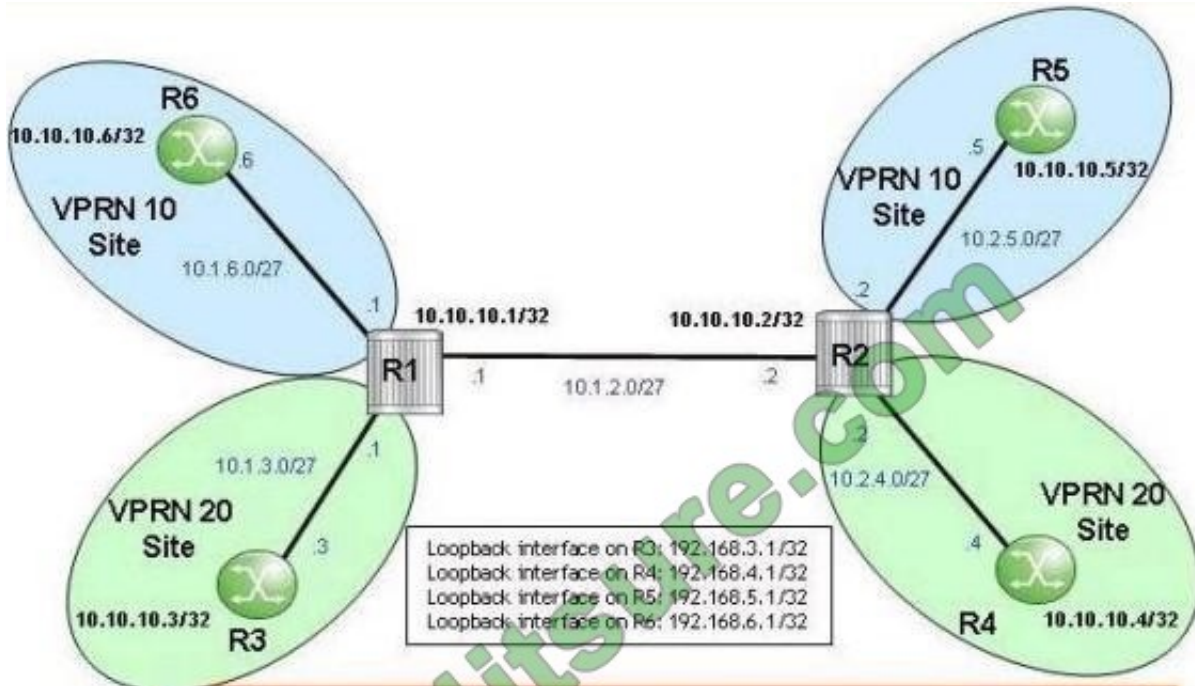 R6
10.10.10.6/32
.6
VPRN 10
Site
10.1.6.0/27
.1
R5
.5
10.10.10.5/32
VPRN 10
Site
10.2.5.0/27
.2
10.10.10.1/32
10.10.10.2/32
R1
R2
.1
10.1.2.0/27
.2
.1
10.1.3.0/27
VPRN 20
Site
.3
10.10.10.3/32
R3
.2
10.2.4.0/27
VPRN 20
Site
.4
R4
10.10.10.4/32
Loopback interface on R3: 192.168.3.1/32
Loopback interface on R4: 192.168.4.1/32
Loopback interface on R5: 192.168.5.1/32
Loopback interface on R6: 192.168.6.1/32
itsure.com